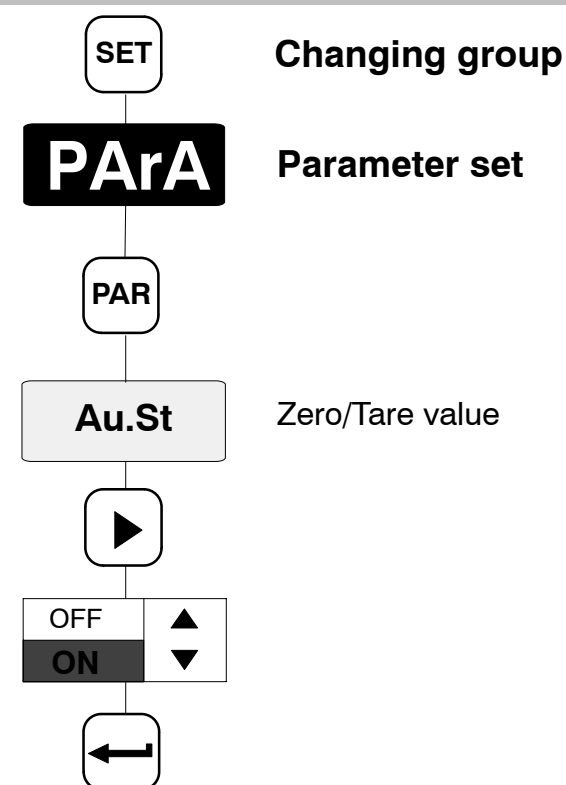 SET Changing group
PArA Parameter set
PAR
Au.St Zero/Tare value
OFF
ON